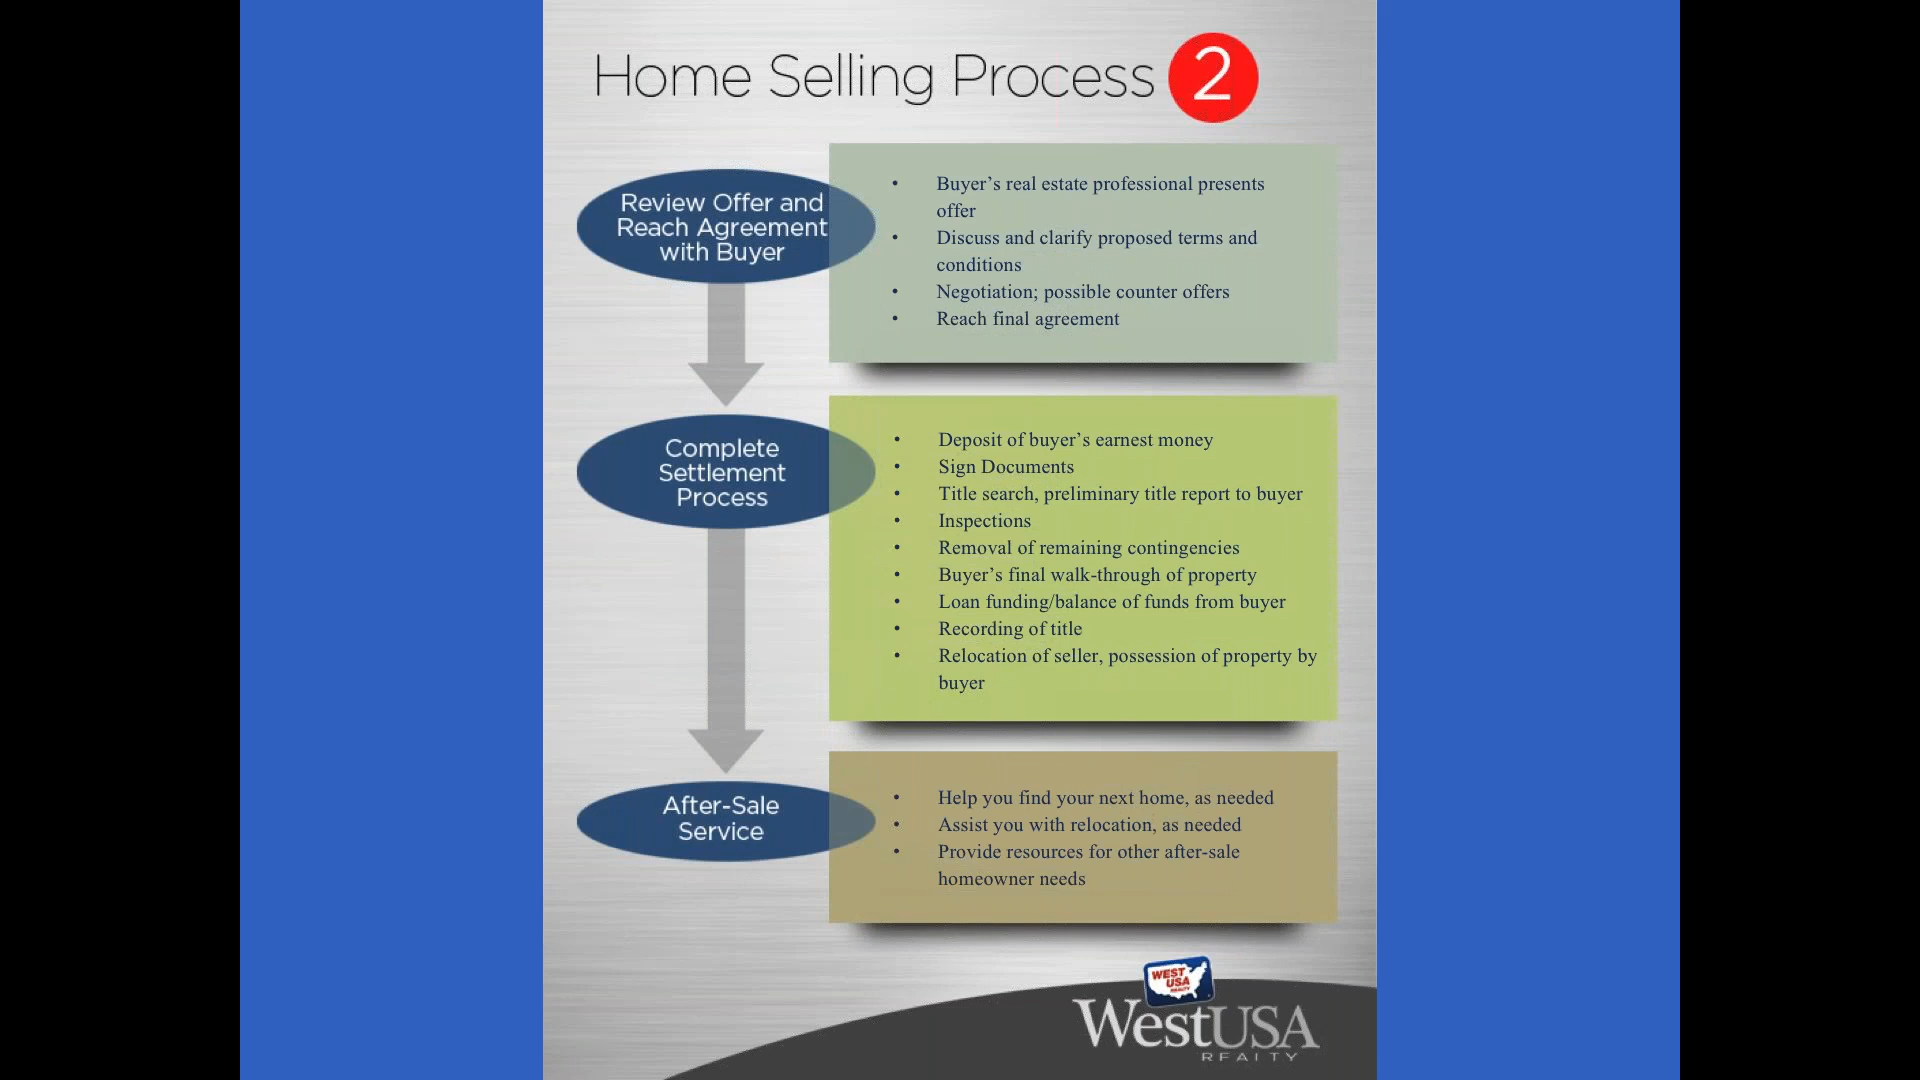 Home Selling Process 2
Review Offer and
Reach Agreement
with Buyer
• Buyer's real estate professional presents
offer
• Discuss and clarify proposed terms and
conditions
• Negotiation; possible counter offers
• Reach final agreement
Complete
Settlement
Process
• Deposit of buyer's earnest money
• Sign Documents
• Title search, preliminary title report to buyer
• Inspections
• Removal of remaining contingencies
• Buyer's final walk-through of property
• Loan funding/balance of funds from buyer
• Recording of title
• Relocation of seller, possession of property by
buyer
After-Sale
Service
• Help you find your next home, as needed
• Assist you with relocation, as needed
• Provide resources for other after-sale
homeowner needs
WEST
USA
REALTY
WestUSA
REALTY